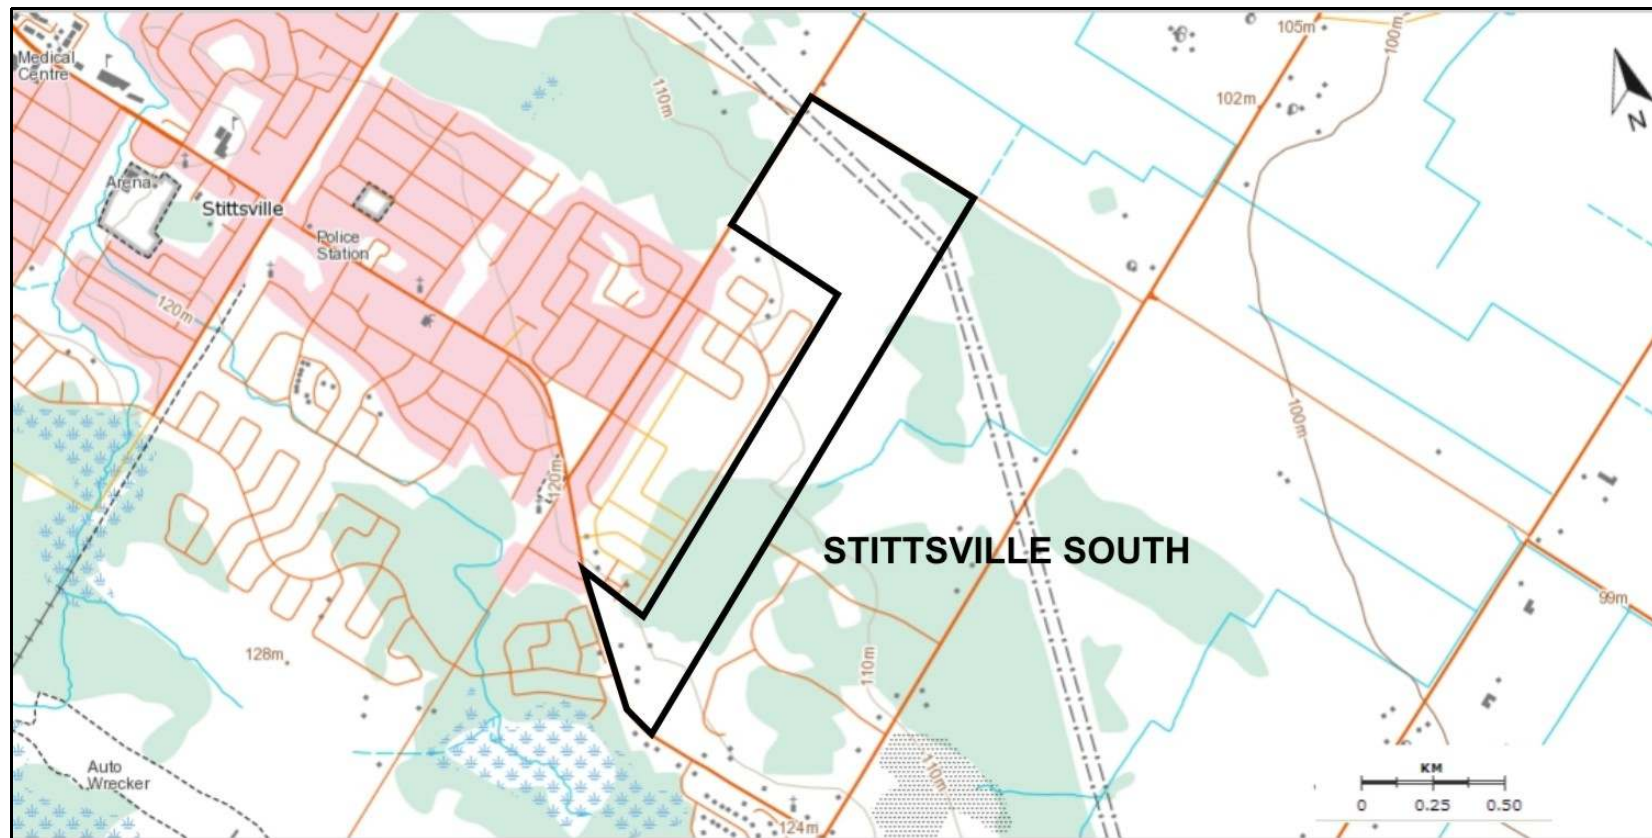 Medical
Centre
110m
105m
100m
102m
N
Arena
Stittsville
Police
Station
120m
100m
120m
STITTSVILLE SOUTH
99m
128m
110m
Auto
Wrecker
110m
124m
KM
0 0.25 0.50